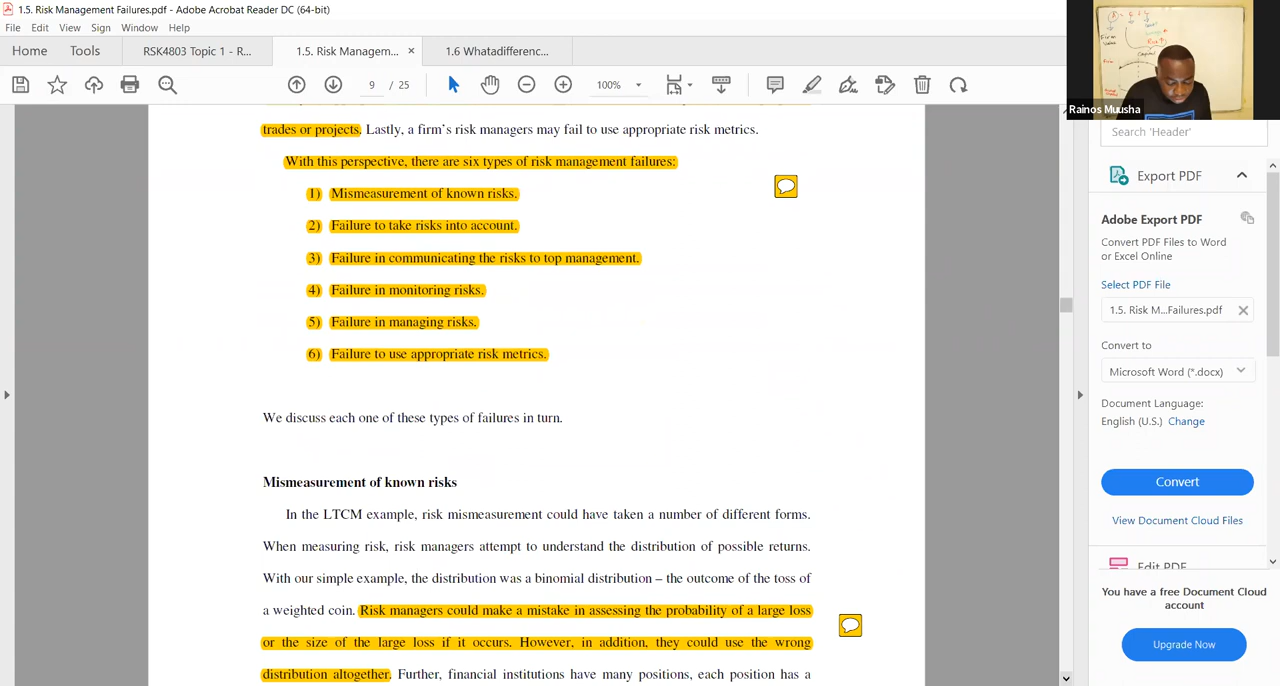 1.5. Risk Management Failures.pdf - Adobe Acrobat Reader DC (64-bit)
File Edit View Sign Window Help
Home Tools RSK4803 Topic 1 - R... 1.5. Risk Managem... × 1.6 Whatadifferenc...
9 / 25 100%
Rainos Muusha
trades or projects. Lastly, a firm's risk managers may fail to use appropriate risk metrics.
With this perspective, there are six types of risk management failures:
1) Mismeasurement of known risks.
2) Failure to take risks into account.
3) Failure in communicating the risks to top management.
4) Failure in monitoring risks.
5) Failure in managing risks.
6) Failure to use appropriate risk metrics.
We discuss each one of these types of failures in turn.
Mismeasurement of known risks
In the LTCM example, risk mismeasurement could have taken a number of different forms.
When measuring risk, risk managers attempt to understand the distribution of possible returns.
With our simple example, the distribution was a binomial distribution – the outcome of the toss of
a weighted coin. Risk managers could make a mistake in assessing the probability of a large loss
or the size of the large loss if it occurs. However, in addition, they could use the wrong
distribution altogether. Further, financial institutions have many positions, each position has a
Search 'Header'
Export PDF
Adobe Export PDF
Convert PDF Files to Word
or Excel Online
Select PDF File
1.5. Risk M...Failures.pdf
Convert to
Microsoft Word (*.docx)
Document Language:
English (U.S.) Change
Convert
View Document Cloud Files
Edit PDF
You have a free Document Cloud
account
Upgrade Now